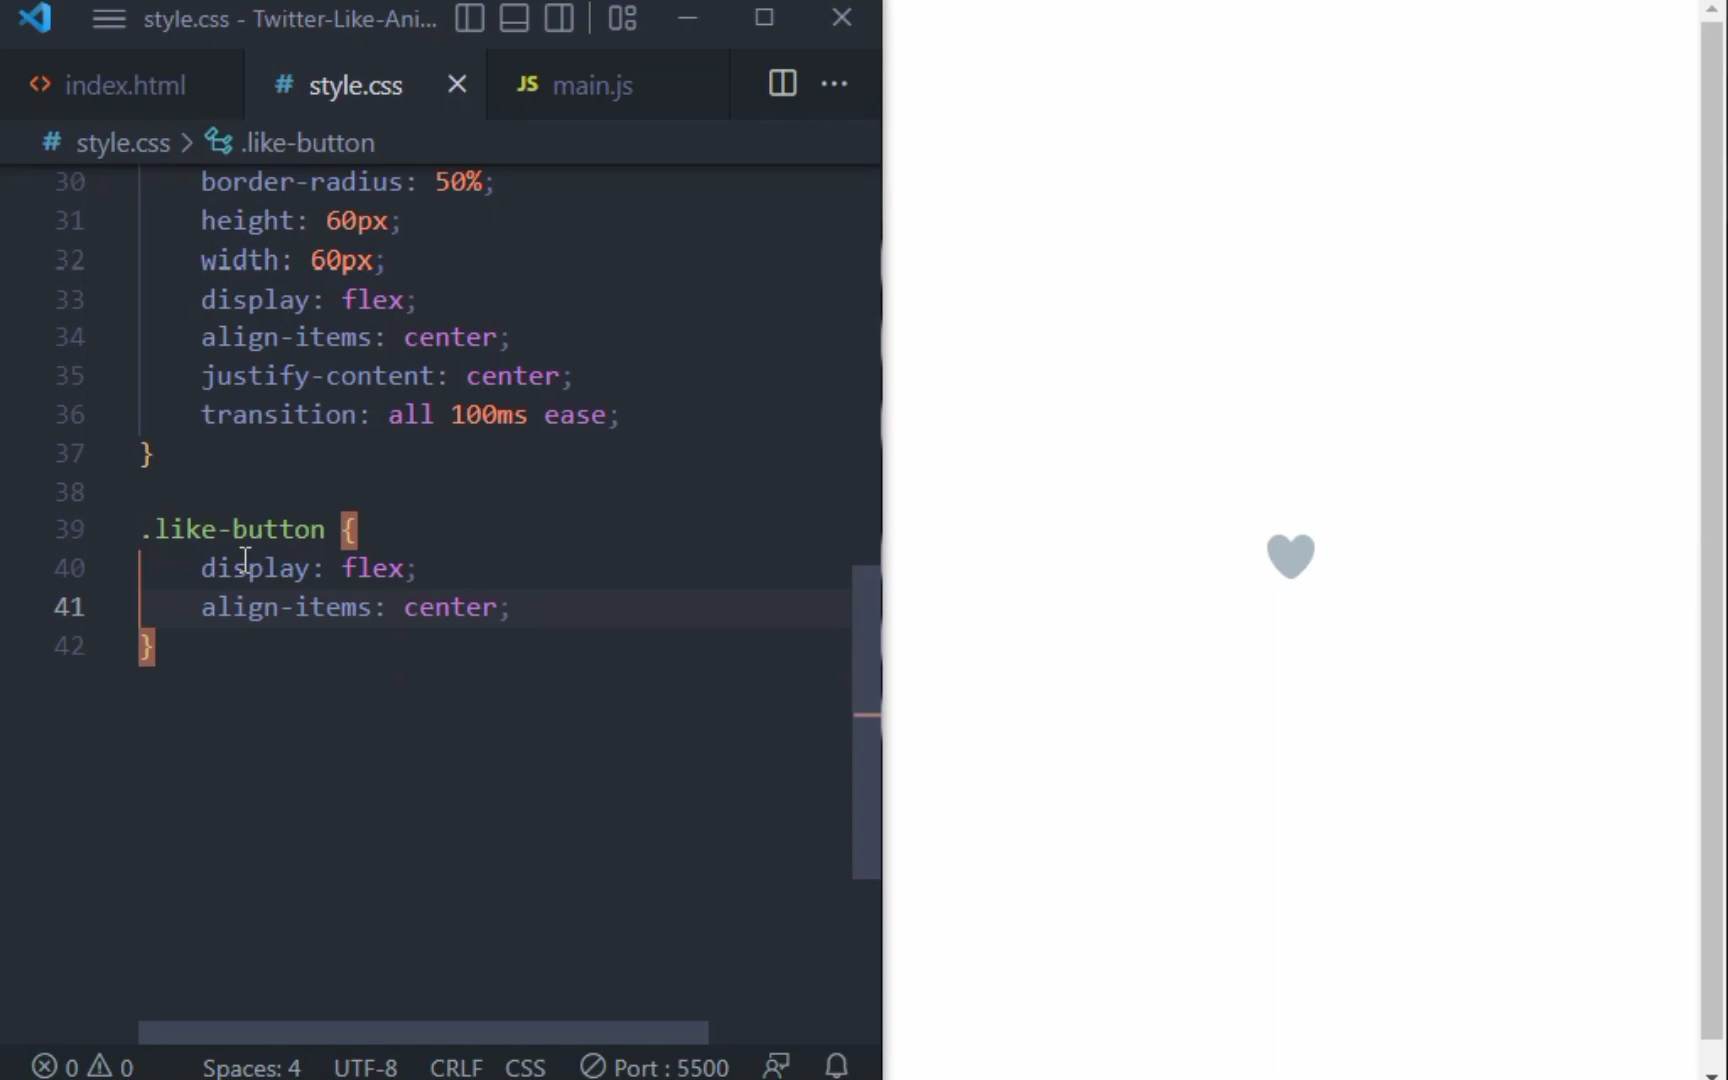 style.css - Twitter-Like-Ani...
index.html
# style.css
JS main.js
# style.css > .like-button
30 border-radius: 50%;
31 height: 60px;
32 width: 60px;
33 display: flex;
34 align-items: center;
35 justify-content: center;
36 transition: all 100ms ease;
37 }
38
39 .like-button {
40 display: flex;
41 align-items: center;
42 }
0 0 Spaces: 4 UTF-8 CRLF CSS Port : 5500